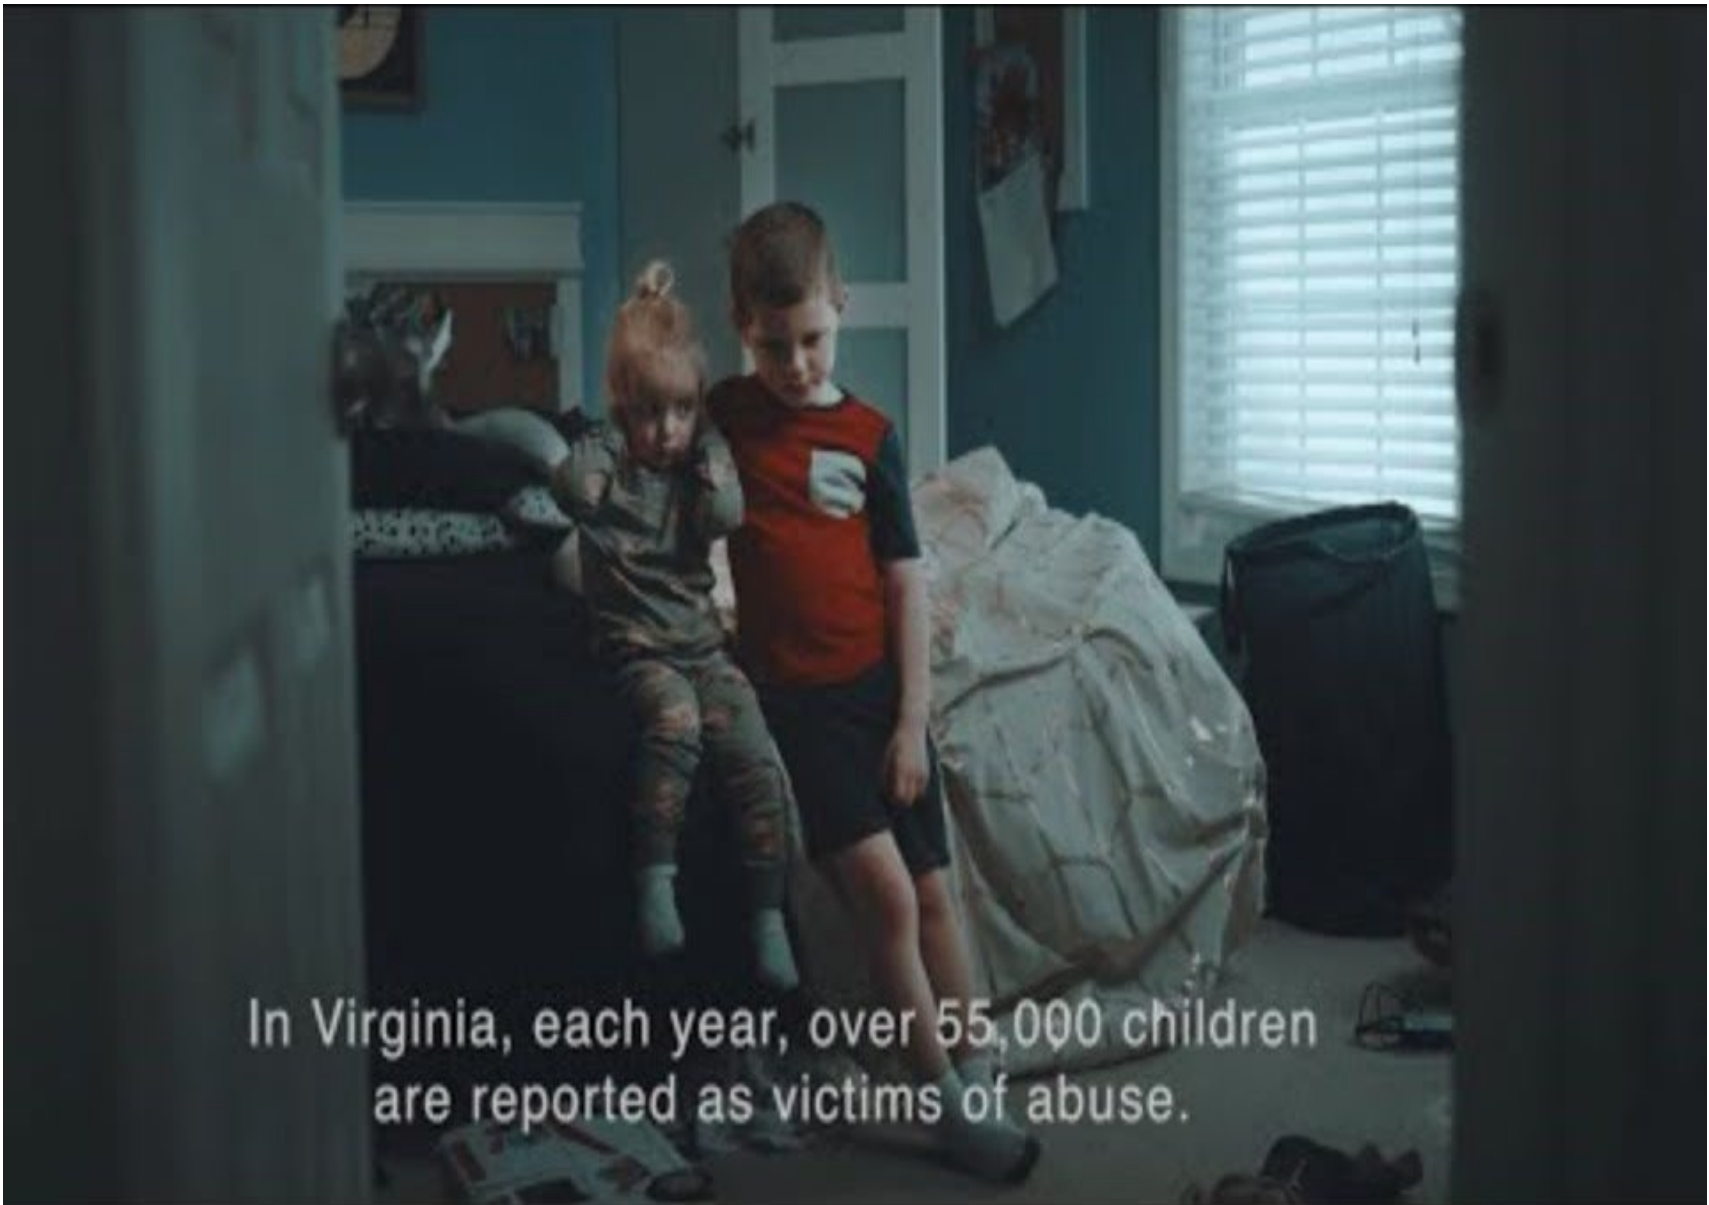 In Virginia, each year, over 55,000 children
are reported as victims of abuse.